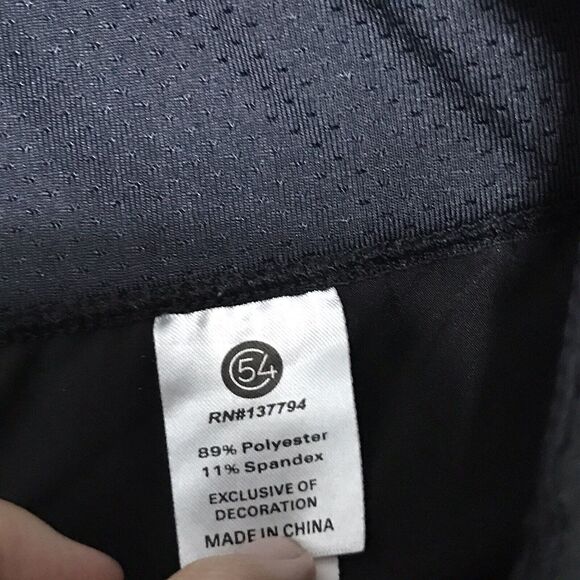 54
RN#137794
89% Polyester
11% Spandex
EXCLUSIVE OF
DECORATION
MADE IN CHINA